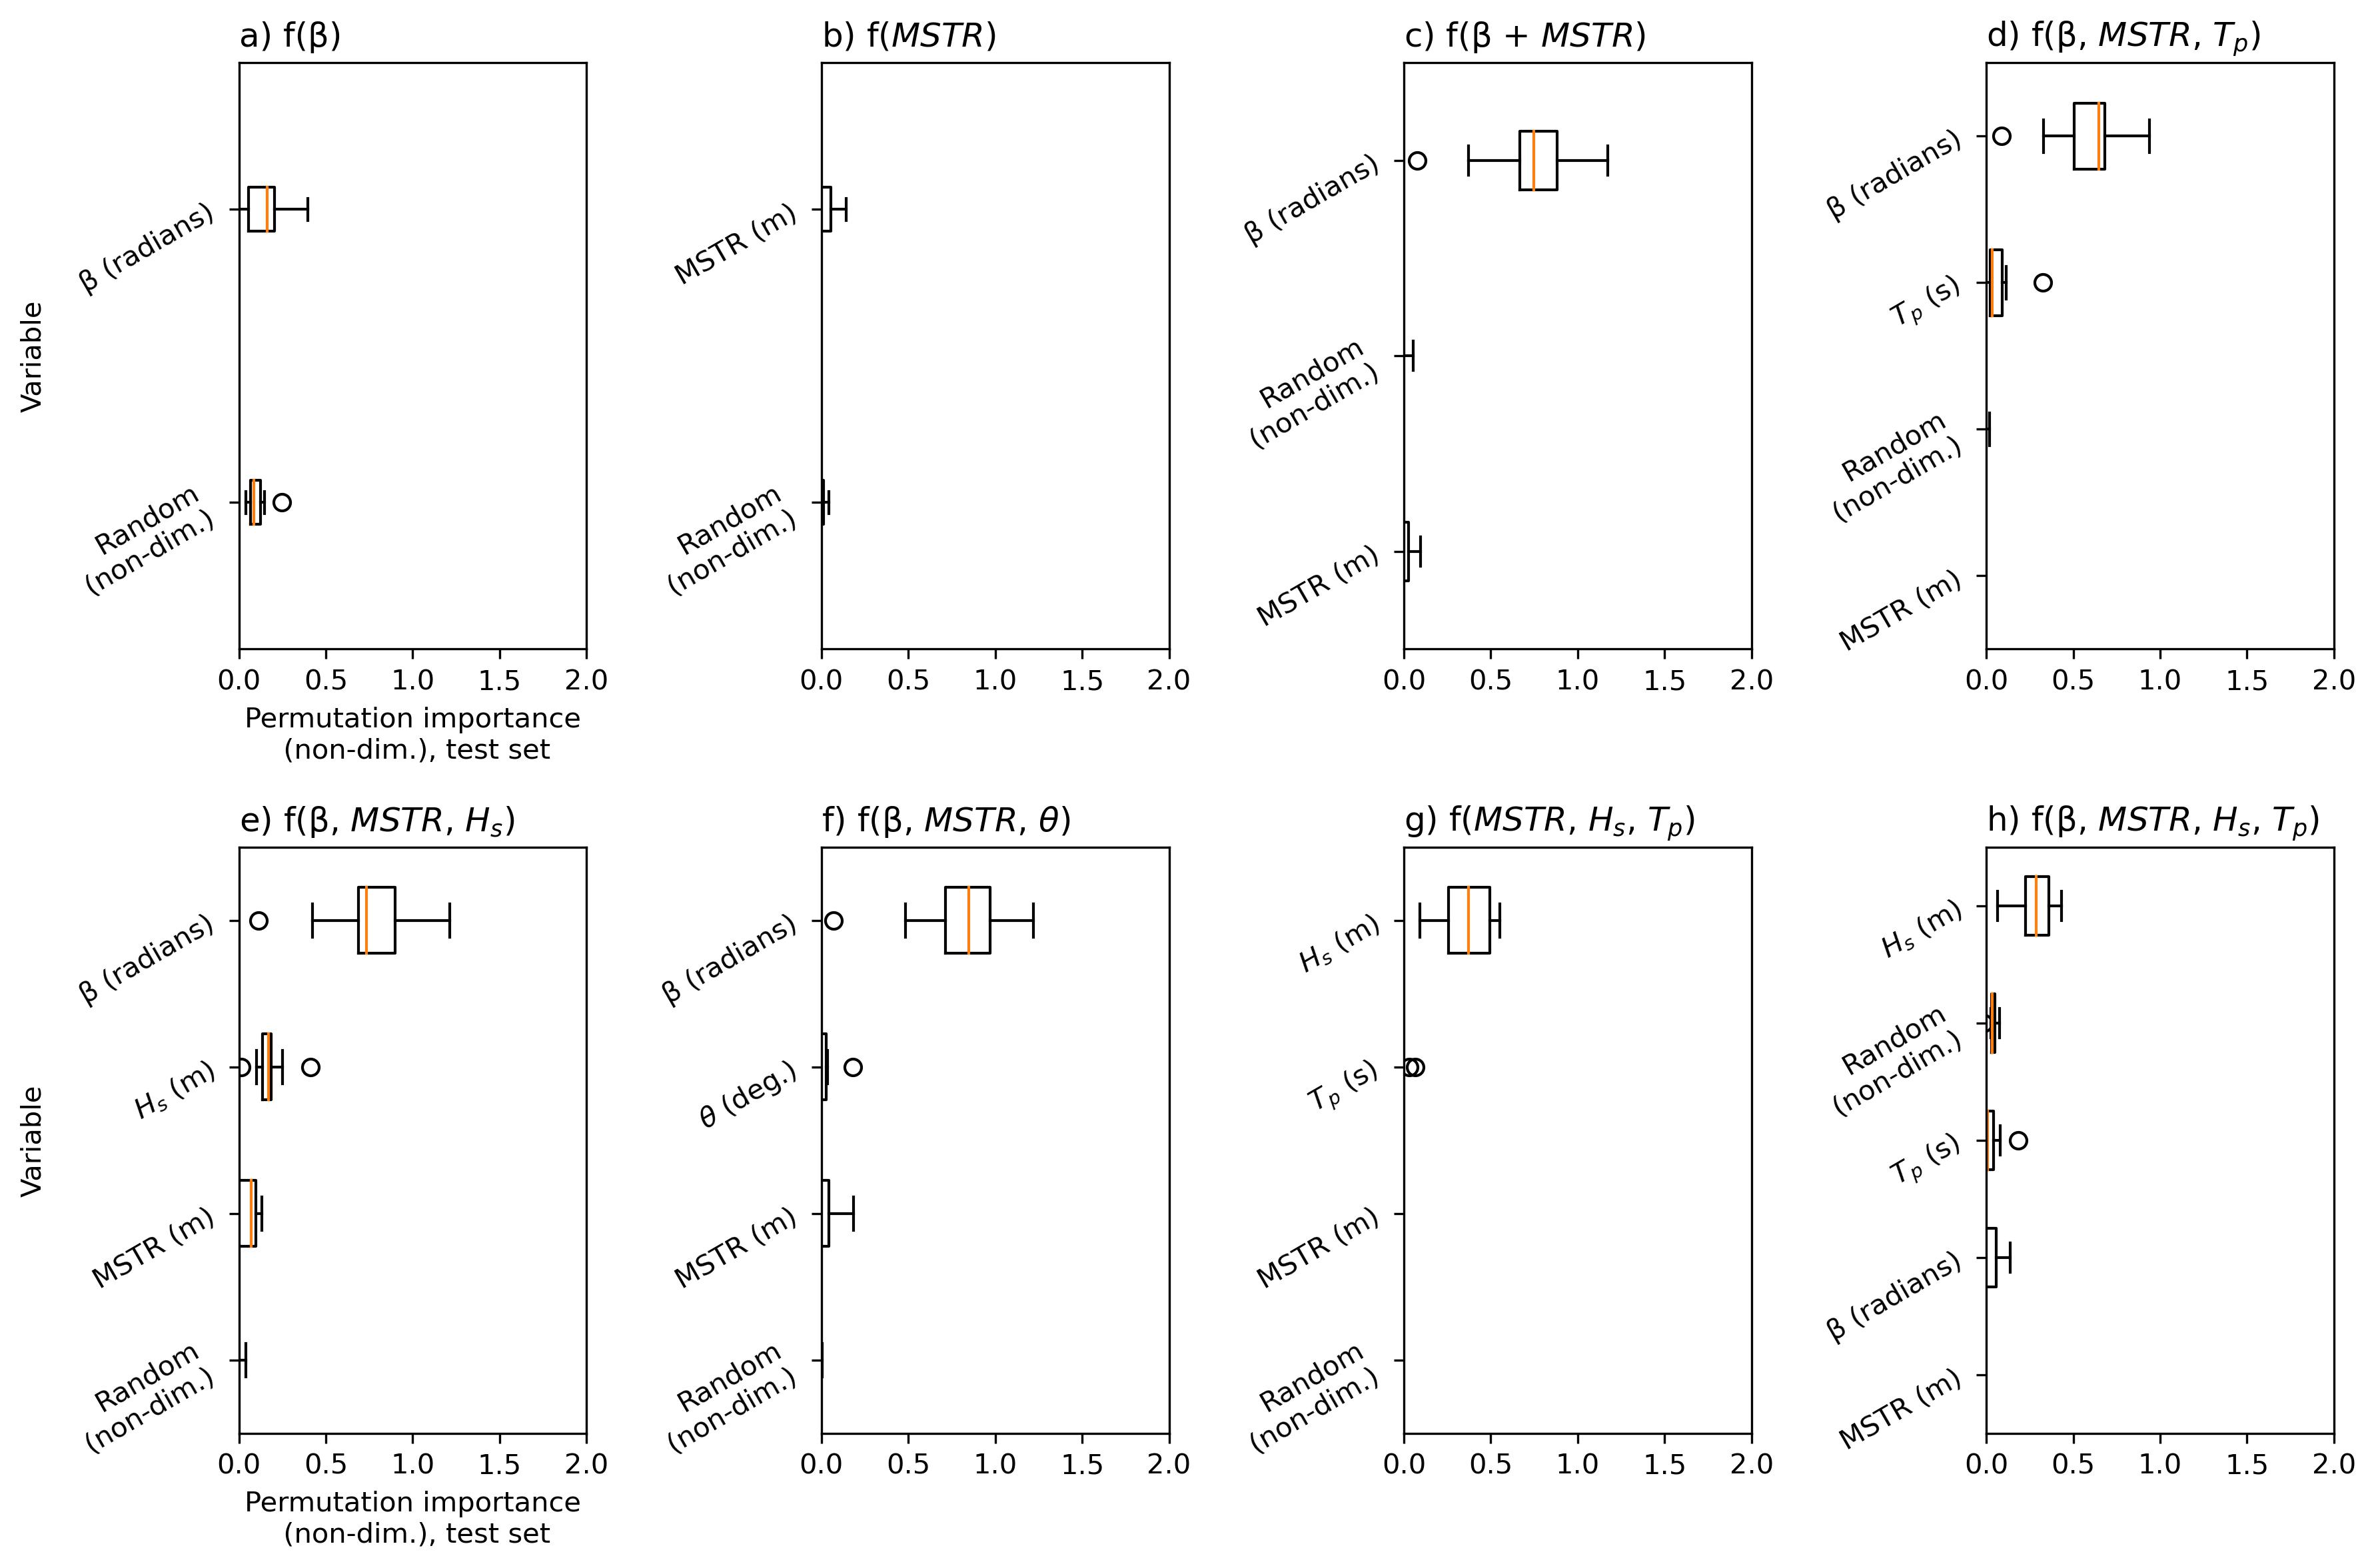 a) f(β)
Variable
β (radians)
Random
(non-dim.)
0.0 0.5 1.0 1.5 2.0
Permutation importance
(non-dim.), test set
b) f(MSTR)
MSTR (m)
Random
(non-dim.)
0.0 0.5 1.0 1.5 2.0
c) f(β + MSTR)
β (radians)
Random
(non-dim.)
MSTR (m)
0.0 0.5 1.0 1.5 2.0
d) f(β, MSTR, Tp)
β (radians)
Tp (s)
Random
(non-dim.)
MSTR (m)
0.0 0.5 1.0 1.5 2.0
e) f(β, MSTR, Hs)
Variable
β (radians)
Hs (m)
MSTR (m)
Random
(non-dim.)
0.0 0.5 1.0 1.5 2.0
Permutation importance
(non-dim.), test set
f) f(β, MSTR, θ)
β (radians)
θ (deg.)
MSTR (m)
Random
(non-dim.)
0.0 0.5 1.0 1.5 2.0
g) f(MSTR, Hs, Tp)
Hs (m)
Tp (s)
MSTR (m)
Random
(non-dim.)
0.0 0.5 1.0 1.5 2.0
h) f(β, MSTR, Hs, Tp)
Hs (m)
Random
(non-dim.)
Tp (s)
β (radians)
MSTR (m)
0.0 0.5 1.0 1.5 2.0